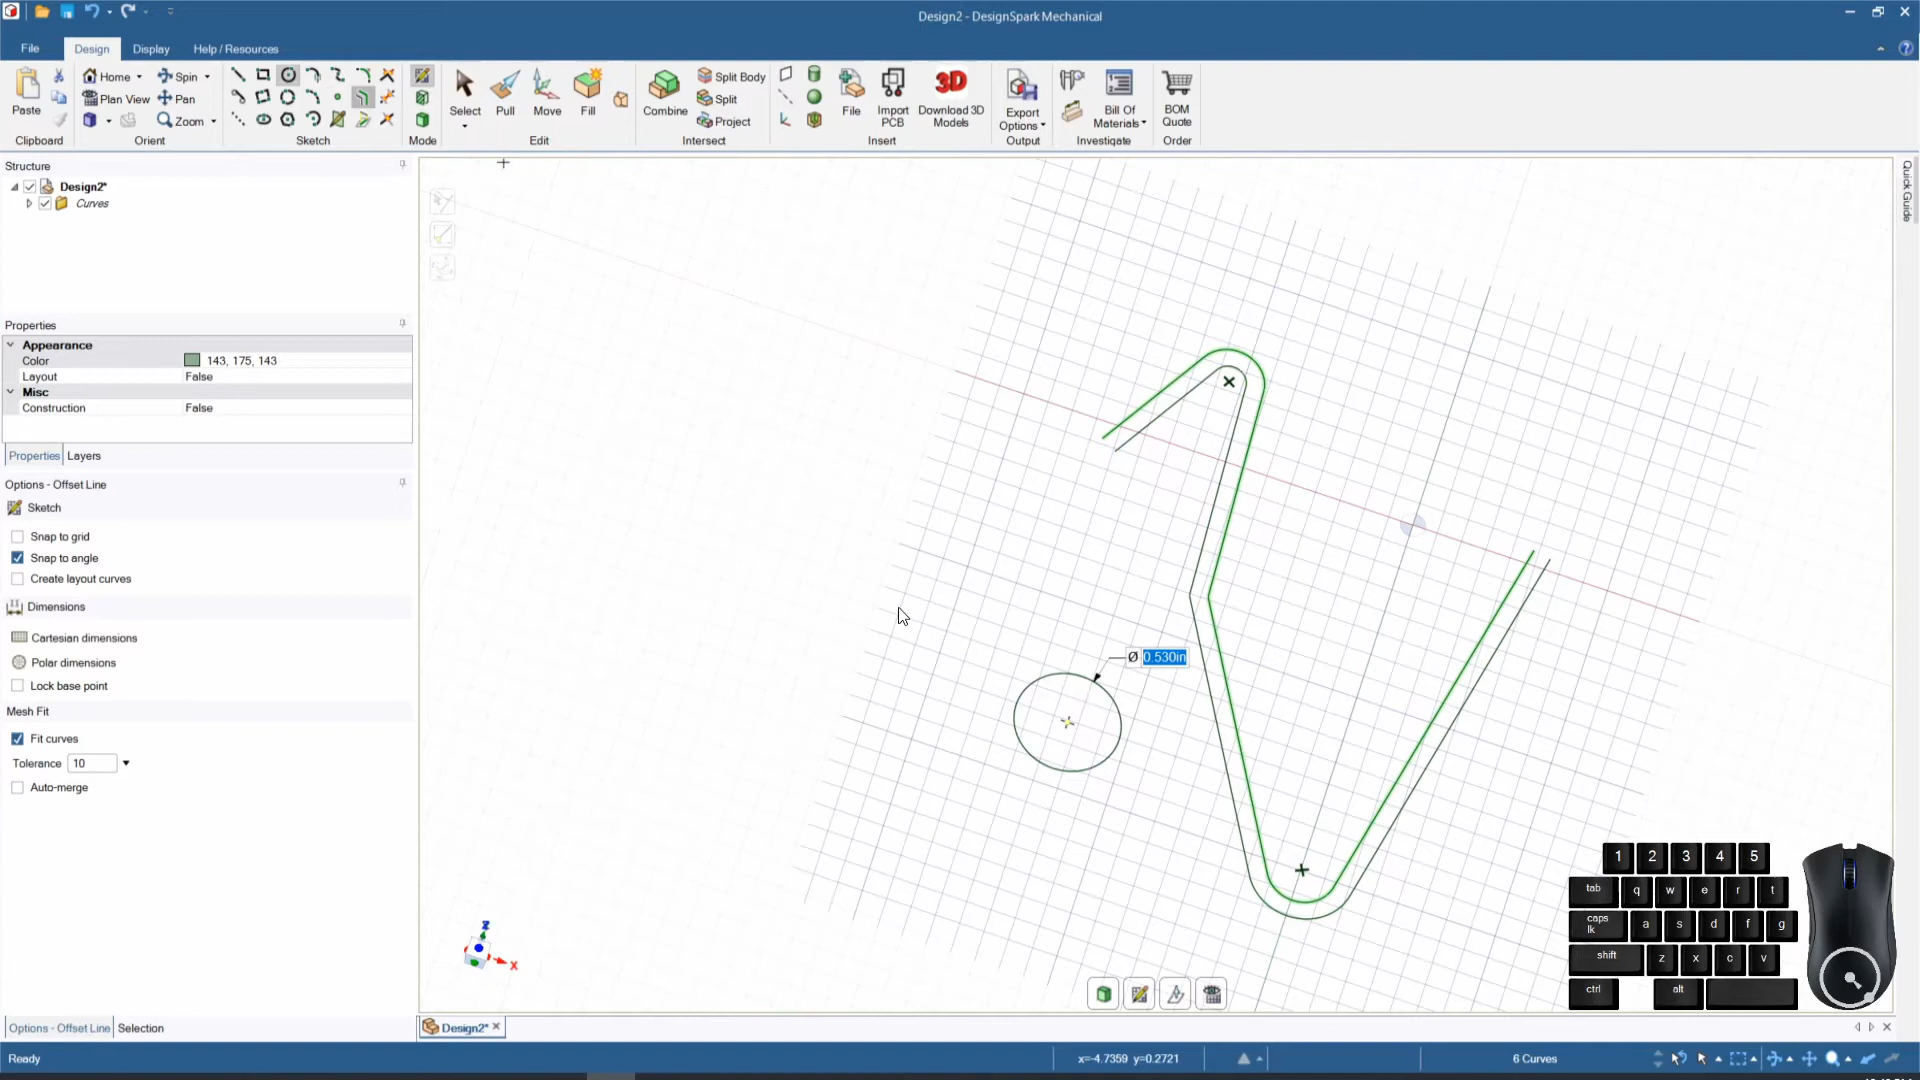 Design2 - DesignSpark Mechanical
File Design Display Help / Resources
Paste
Clipboard
Home Spin
Plan View Pan
Zoom
Orient
Sketch
Mode
Select Pull Move Fill
Edit
Combine Split Body
Split
Project
Intersect
File Import PCB Download 3D Models
3D
Insert
Export Options
Output
Bill Of Materials
Investigate
BOM Quote
Order
Quick Guide
Structure
Design2*
Curves
Properties
Appearance
Color 143, 175, 143
Layout False
Misc
Construction False
Properties Layers
Options - Offset Line
Sketch
Snap to grid
Snap to angle
Create layout curves
Dimensions
Cartesian dimensions
Polar dimensions
Lock base point
Mesh Fit
Fit curves
Tolerance 10
Auto-merge
Ø 0.530in
Z
X
1 2 3 4 5
tab q w e r t
caps lk a s d f g
shift z x c v
ctrl alt
Options - Offset Line Selection
Design2*
Ready x=-4.7359 y=0.2721 6 Curves